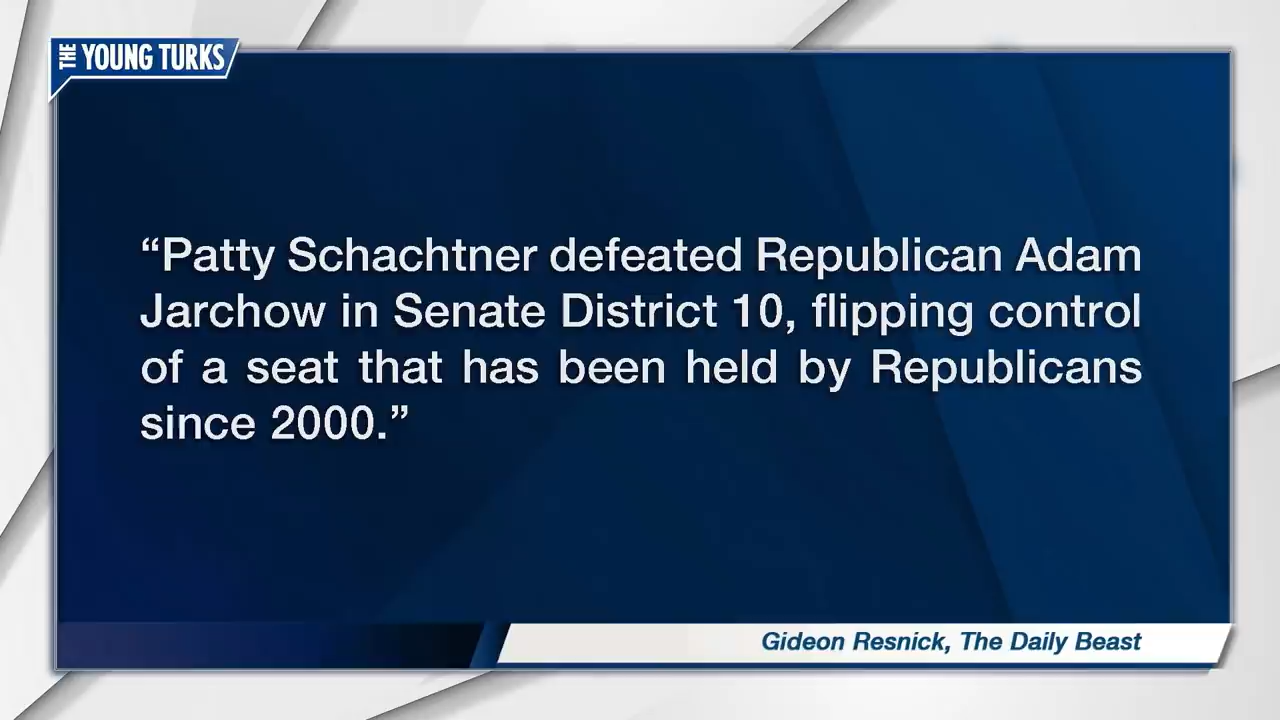 THE YOUNG TURKS
“Patty Schachtner defeated Republican Adam
Jarchow in Senate District 10, flipping control
of a seat that has been held by Republicans
since 2000.”
Gideon Resnick, The Daily Beast